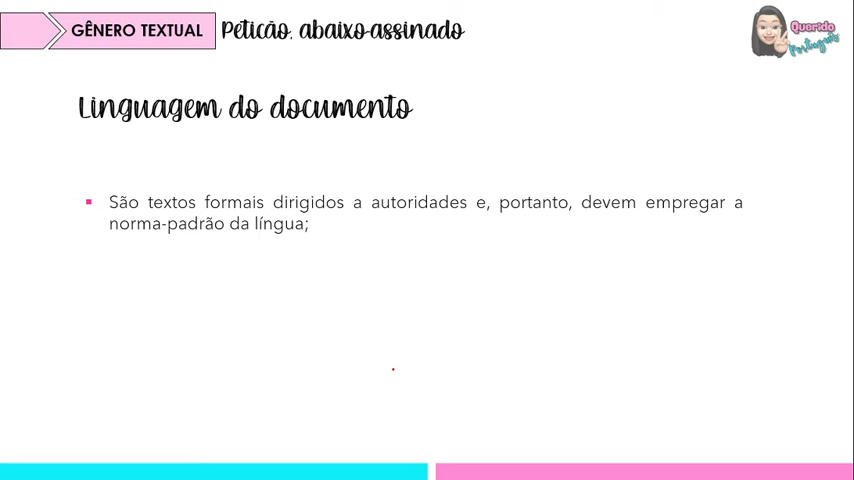 GÊNERO TEXTUAL Petição, abaixo-assinado
Querido
Português
Linguagem do documento
São textos formais dirigidos a autoridades e, portanto, devem empregar a
norma-padrão da língua;